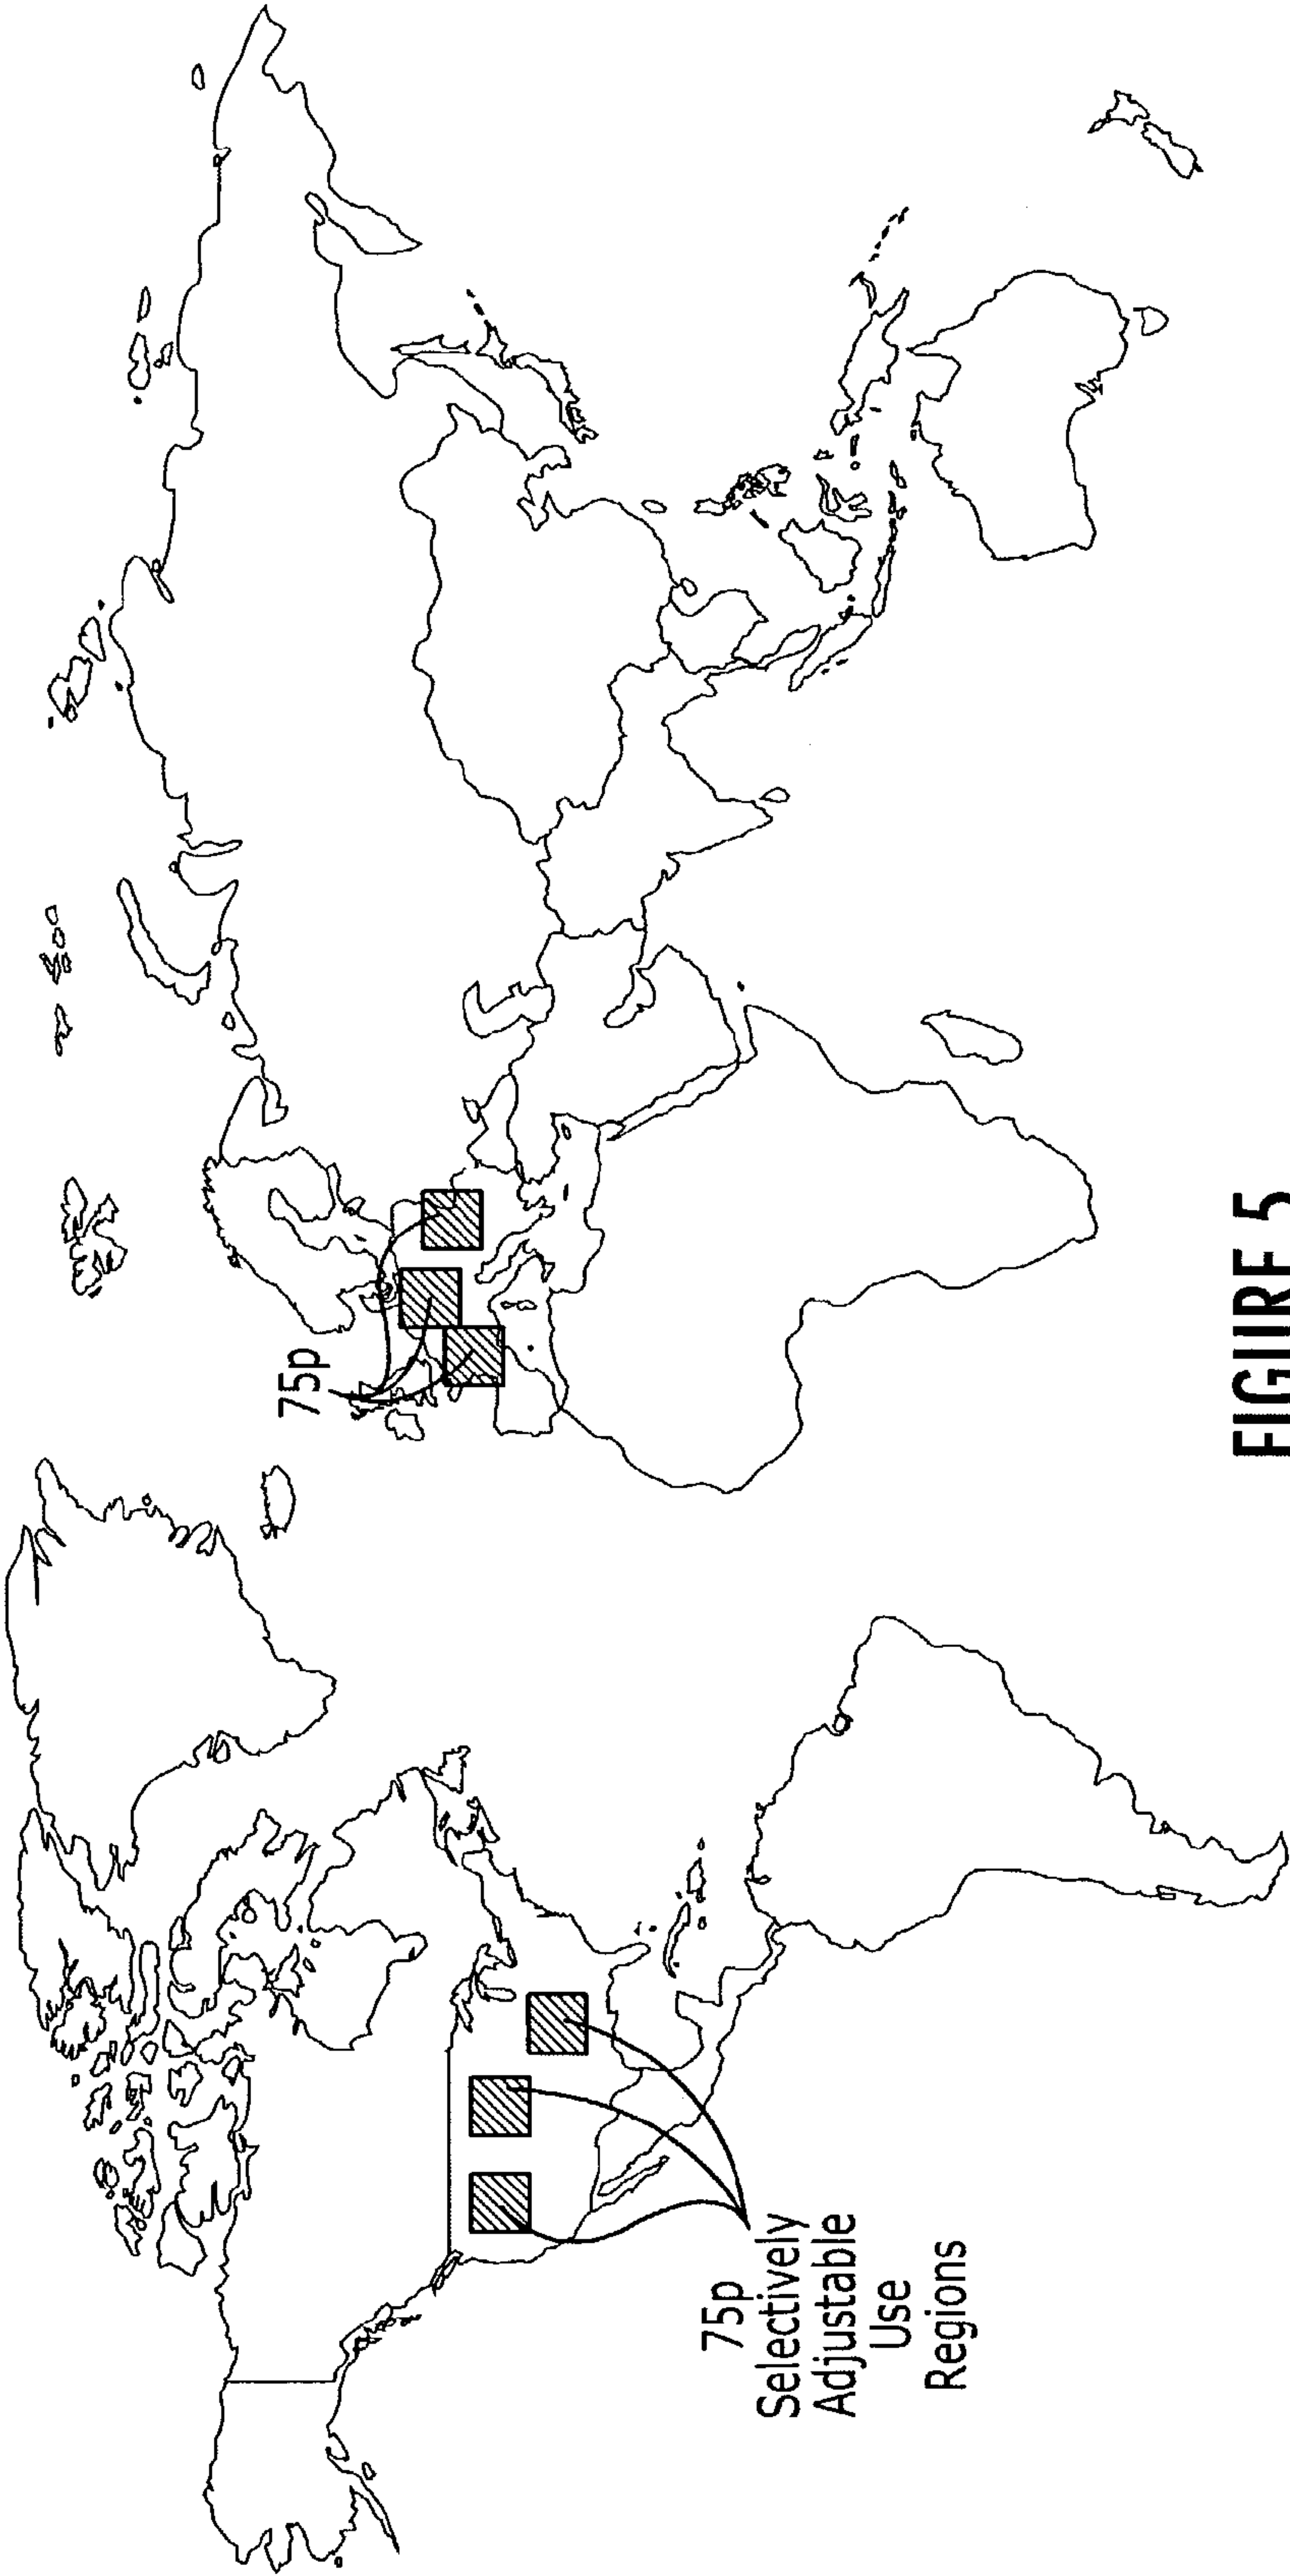 75p
75p
Selectively
Adjustable
Use
Regions
FIGURE 5